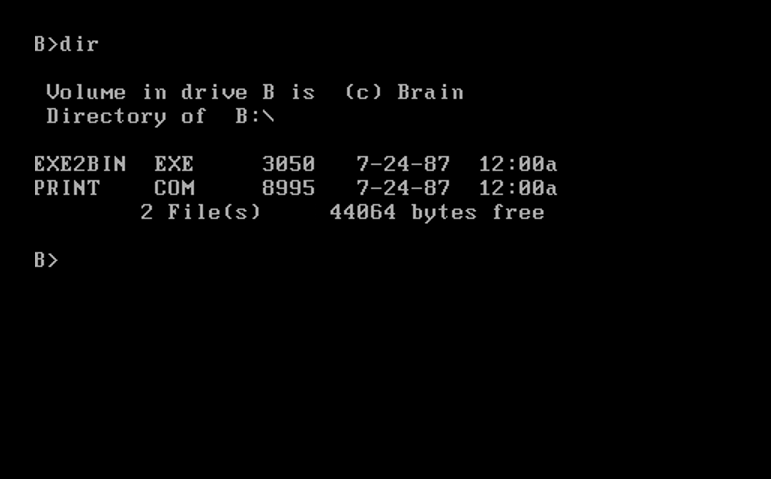 B>dir
Volume in drive B is  (c) Brain
Directory of  B:\
EXE2BIN  EXE     3050   7-24-87  12:00a
PRINT    COM     8995   7-24-87  12:00a
2 File(s)     44064 bytes free
B>